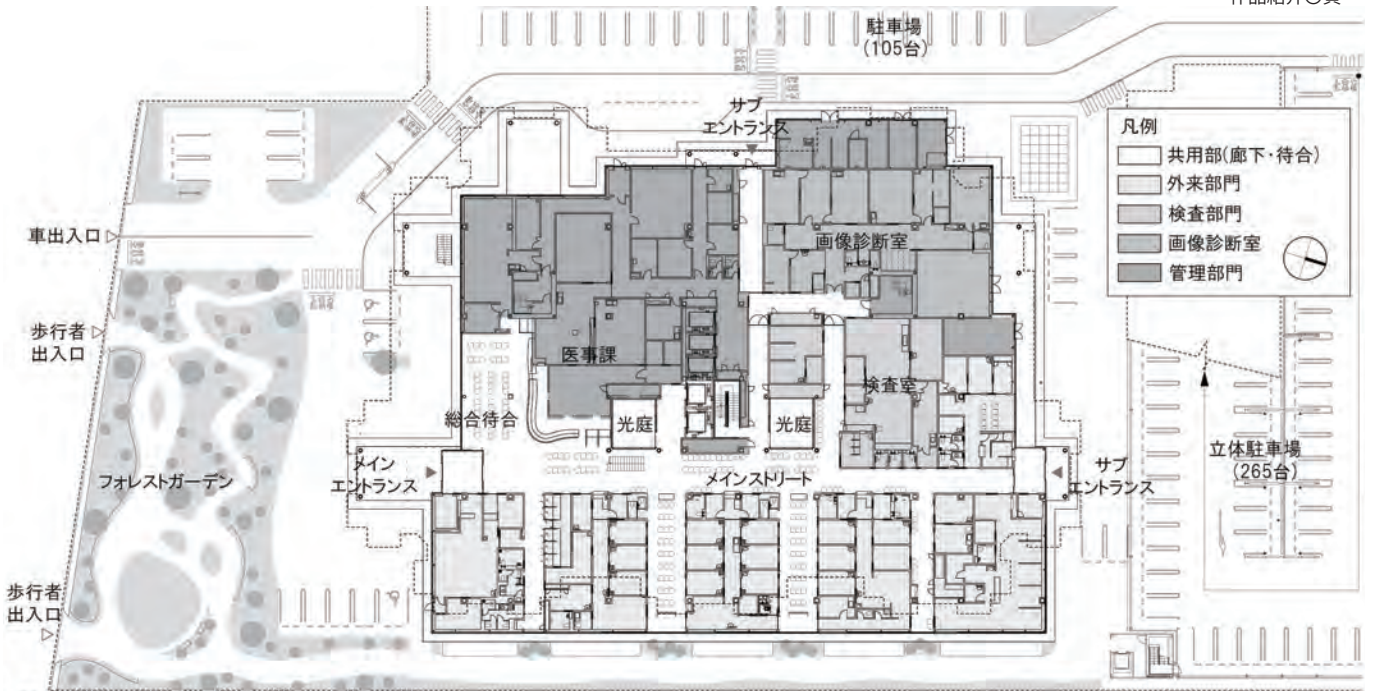 駐車場
(105台)
サブ
エントランス
凡例
共用部(廊下・待合)
外来部門
検査部門
画像診断室
管理部門
車出入口
画像診断室
歩行者
出入口
医事課
検査室
総合待合
光庭
光庭
メイン
エントランス
メインストリート
サブ
エントランス
フォレストガーデン
立体駐車場
(265台)
歩行者
出入口